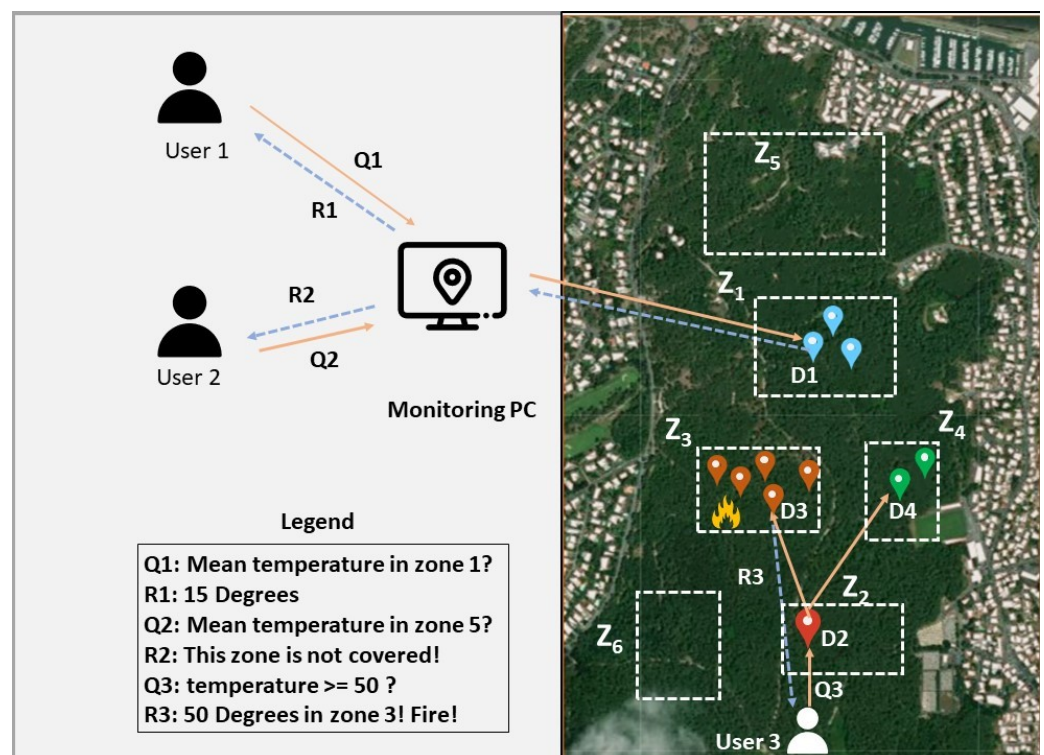 User 1
Q1
R1
R2
User 2
Q2
Monitoring PC
Legend
Q1: Mean temperature in zone 1?
R1: 15 Degrees
Q2: Mean temperature in zone 5?
R2: This zone is not covered!
Q3: temperature >= 50 ?
R3: 50 Degrees in zone 3! Fire!
Z5
Z1
D1
Z3
Z4
D3
D4
R3
Z2
Z6
D2
Q3
User 3